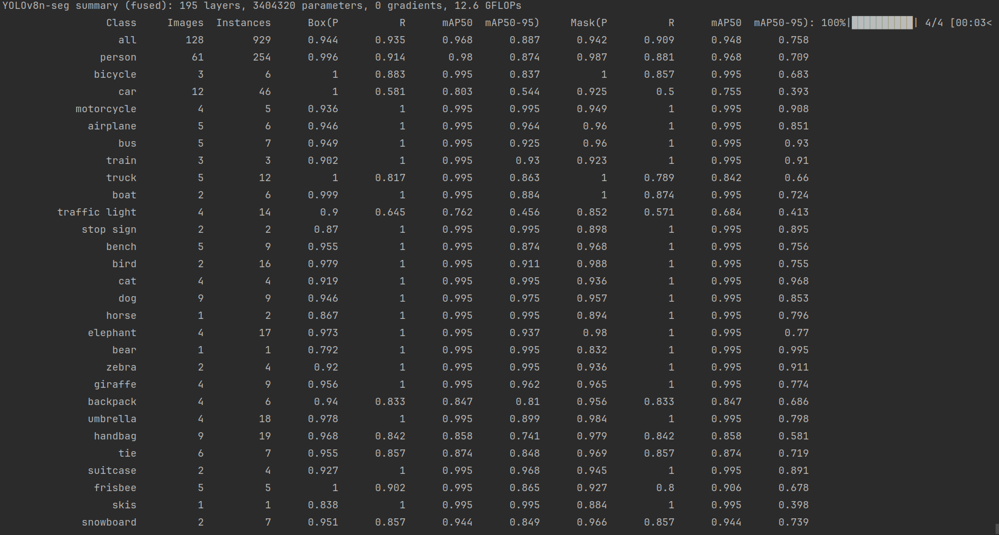 YOLOv8n-seg summary (fused): 195 layers, 3404320 parameters, 0 gradients, 12.6 GFLOPs
Class Images Instances Box(P R mAP50 mAP50-95) Mask(P R mAP50 mAP50-95): 100%|██████████| 4/4 [00:03<
all 128 929 0.944 0.935 0.968 0.887 0.942 0.909 0.948 0.758
person 61 254 0.996 0.914 0.98 0.874 0.987 0.881 0.968 0.709
bicycle 3 6 1 0.883 0.995 0.837 1 0.857 0.995 0.683
car 12 46 1 0.581 0.803 0.544 0.925 0.5 0.755 0.393
motorcycle 4 5 0.936 1 0.995 0.995 0.949 1 0.995 0.908
airplane 5 6 0.946 1 0.995 0.964 0.96 1 0.995 0.851
bus 5 7 0.949 1 0.995 0.925 0.96 1 0.995 0.93
train 3 3 0.902 1 0.995 0.93 0.923 1 0.995 0.91
truck 5 12 1 0.817 0.995 0.863 1 0.789 0.842 0.66
boat 2 6 0.999 1 0.995 0.884 1 0.874 0.995 0.724
traffic light 4 14 0.9 0.645 0.762 0.456 0.852 0.571 0.684 0.413
stop sign 2 2 0.87 1 0.995 0.995 0.898 1 0.995 0.895
bench 5 9 0.955 1 0.995 0.874 0.968 1 0.995 0.756
bird 2 16 0.979 1 0.995 0.911 0.988 1 0.995 0.755
cat 4 4 0.919 1 0.995 0.995 0.936 1 0.995 0.968
dog 9 9 0.946 1 0.995 0.975 0.957 1 0.995 0.853
horse 1 2 0.867 1 0.995 0.995 0.894 1 0.995 0.796
elephant 4 17 0.973 1 0.995 0.937 0.98 1 0.995 0.77
bear 1 1 0.792 1 0.995 0.995 0.832 1 0.995 0.995
zebra 2 4 0.92 1 0.995 0.995 0.936 1 0.995 0.911
giraffe 4 9 0.956 1 0.995 0.962 0.965 1 0.995 0.774
backpack 4 6 0.94 0.833 0.847 0.81 0.956 0.833 0.847 0.686
umbrella 4 18 0.978 1 0.995 0.899 0.984 1 0.995 0.798
handbag 9 19 0.968 0.842 0.858 0.741 0.979 0.842 0.858 0.581
tie 6 7 0.955 0.857 0.874 0.848 0.969 0.857 0.874 0.719
suitcase 2 4 0.927 1 0.995 0.968 0.945 1 0.995 0.891
frisbee 5 5 1 0.902 0.995 0.865 0.927 0.8 0.906 0.678
skis 1 1 0.838 1 0.995 0.995 0.884 1 0.995 0.398
snowboard 2 7 0.951 0.857 0.944 0.849 0.966 0.857 0.944 0.739